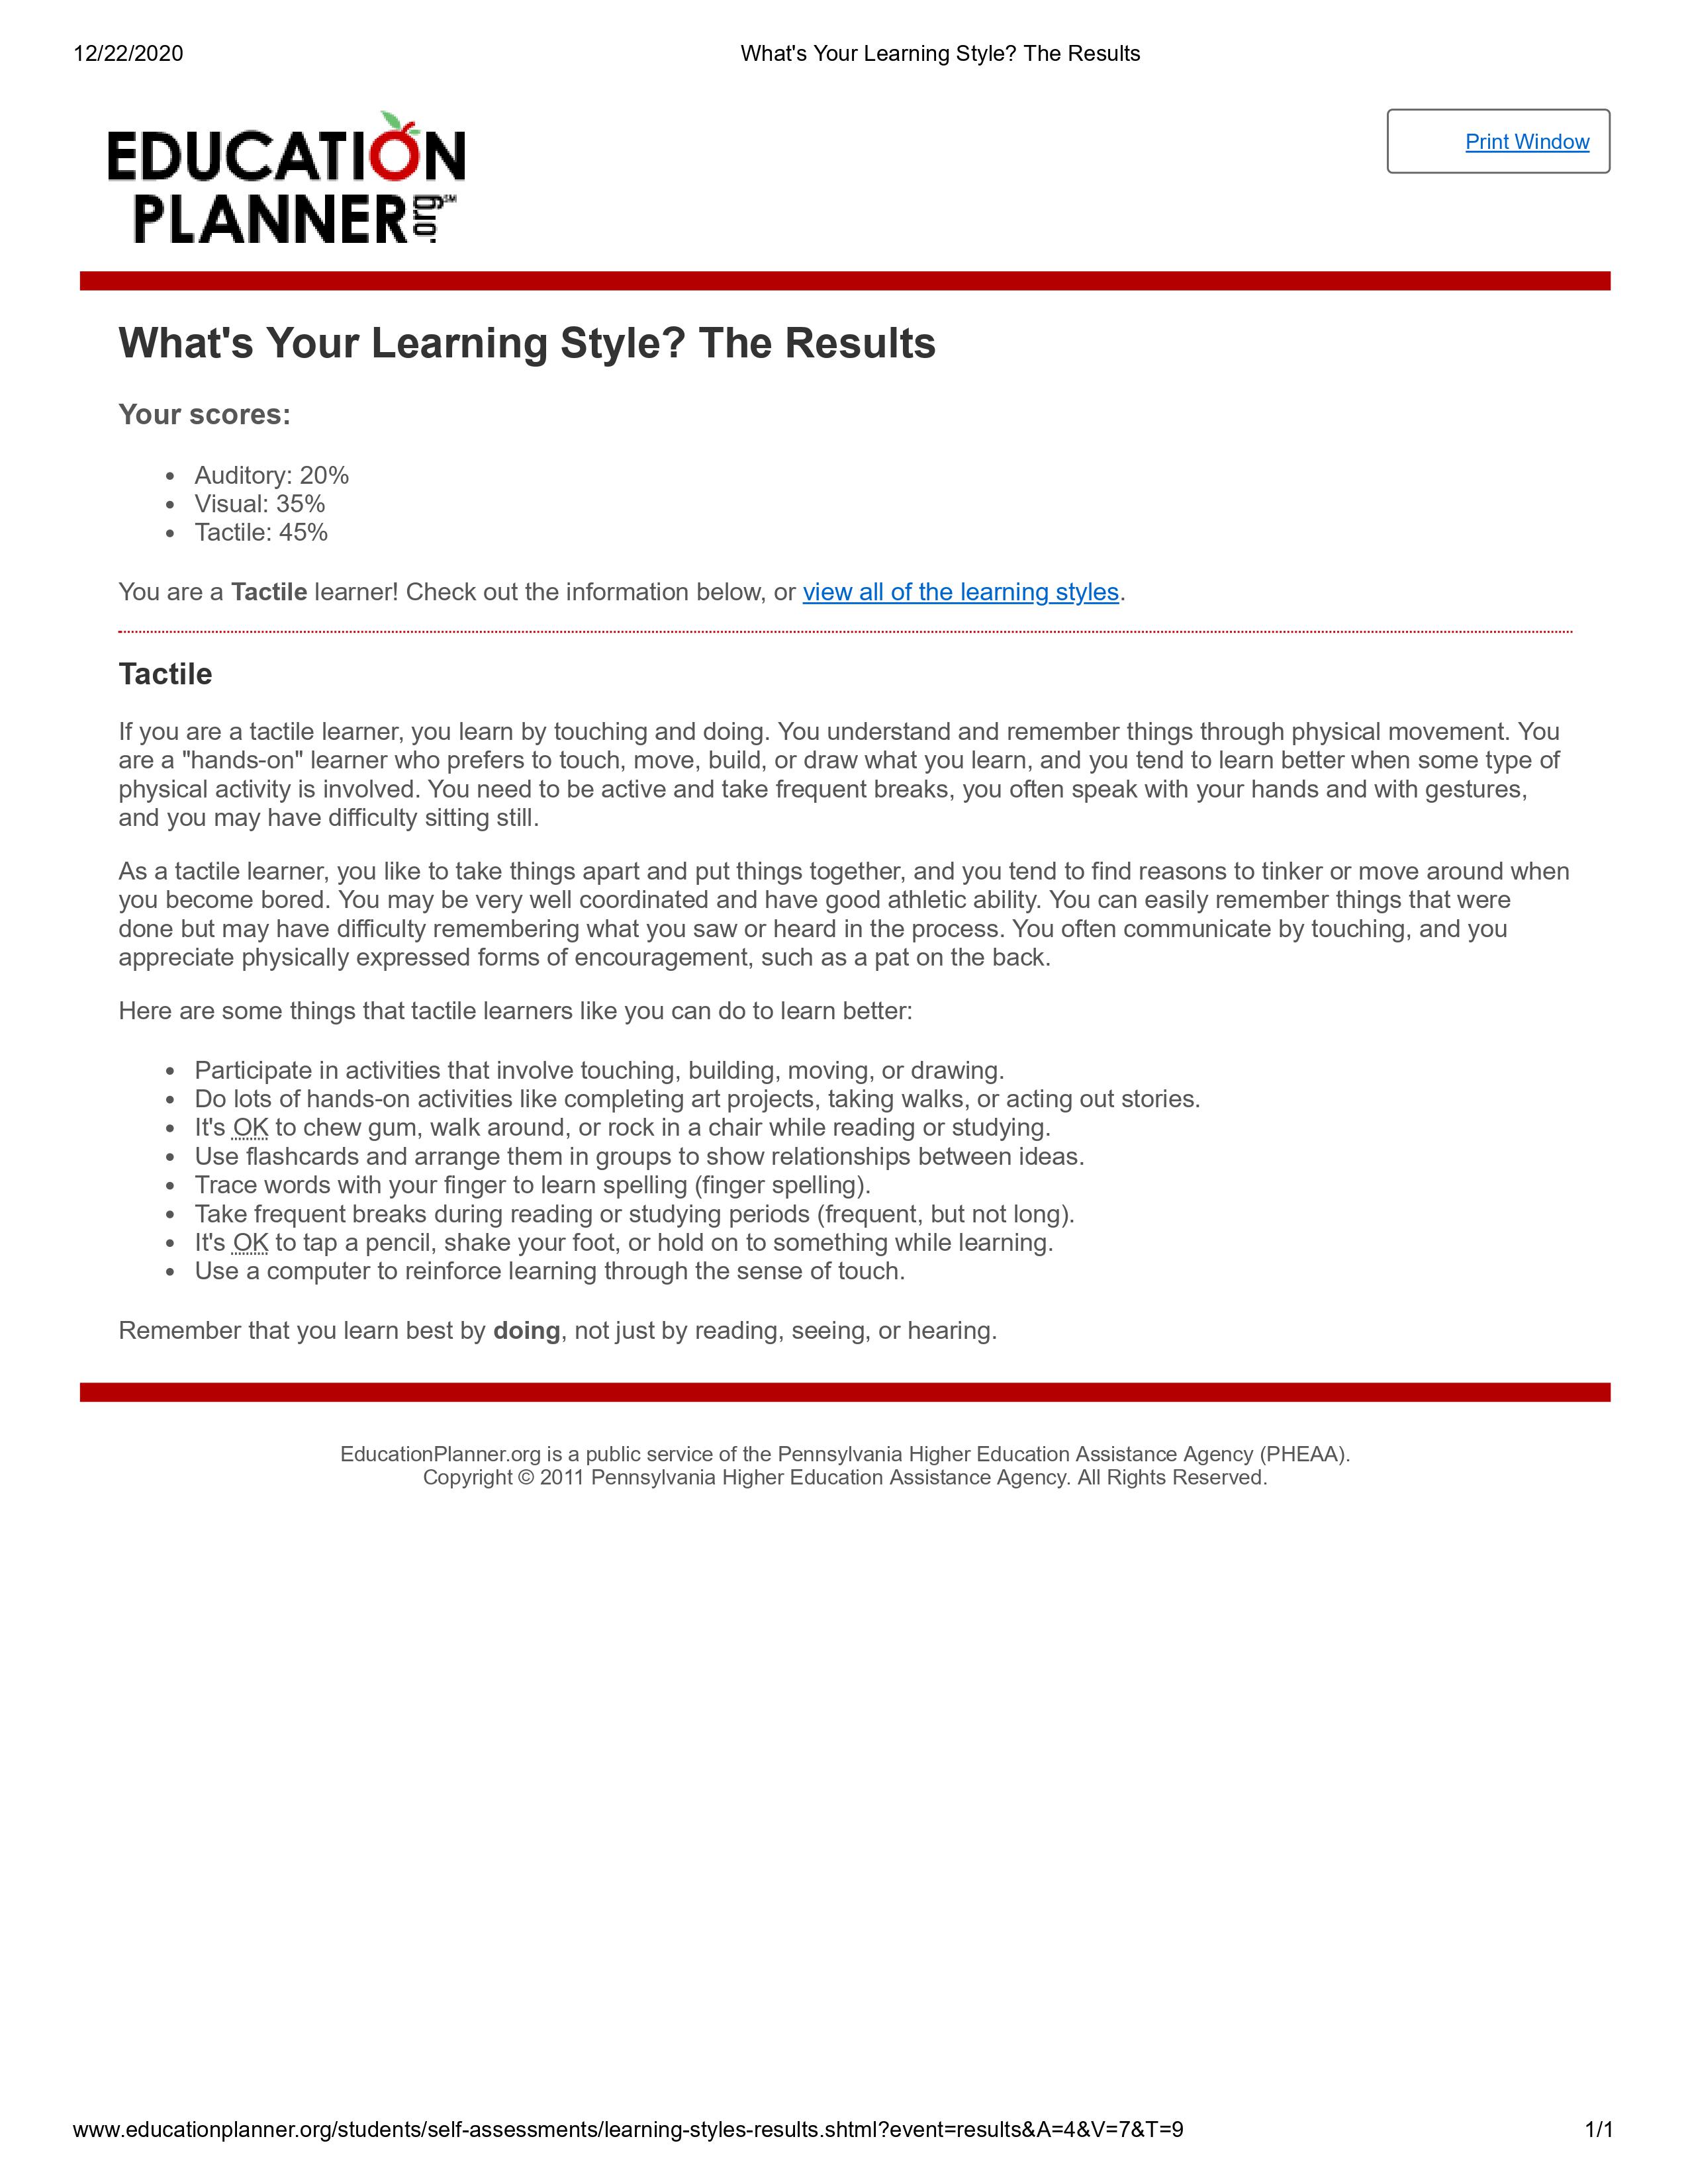 12/22/2020 What's Your Learning Style? The Results
EDUCATION
PLANNER.org℠
Print Window
What's Your Learning Style? The Results
Your scores:
• Auditory: 20%
• Visual: 35%
• Tactile: 45%
You are a Tactile learner! Check out the information below, or view all of the learning styles.
Tactile
If you are a tactile learner, you learn by touching and doing. You understand and remember things through physical movement. You
are a "hands-on" learner who prefers to touch, move, build, or draw what you learn, and you tend to learn better when some type of
physical activity is involved. You need to be active and take frequent breaks, you often speak with your hands and with gestures,
and you may have difficulty sitting still.
As a tactile learner, you like to take things apart and put things together, and you tend to find reasons to tinker or move around when
you become bored. You may be very well coordinated and have good athletic ability. You can easily remember things that were
done but may have difficulty remembering what you saw or heard in the process. You often communicate by touching, and you
appreciate physically expressed forms of encouragement, such as a pat on the back.
Here are some things that tactile learners like you can do to learn better:
• Participate in activities that involve touching, building, moving, or drawing.
• Do lots of hands-on activities like completing art projects, taking walks, or acting out stories.
• It's OK to chew gum, walk around, or rock in a chair while reading or studying.
• Use flashcards and arrange them in groups to show relationships between ideas.
• Trace words with your finger to learn spelling (finger spelling).
• Take frequent breaks during reading or studying periods (frequent, but not long).
• It's OK to tap a pencil, shake your foot, or hold on to something while learning.
• Use a computer to reinforce learning through the sense of touch.
Remember that you learn best by doing, not just by reading, seeing, or hearing.
EducationPlanner.org is a public service of the Pennsylvania Higher Education Assistance Agency (PHEAA).
Copyright © 2011 Pennsylvania Higher Education Assistance Agency. All Rights Reserved.
www.educationplanner.org/students/self-assessments/learning-styles-results.shtml?event=results&A=4&V=7&T=9 1/1